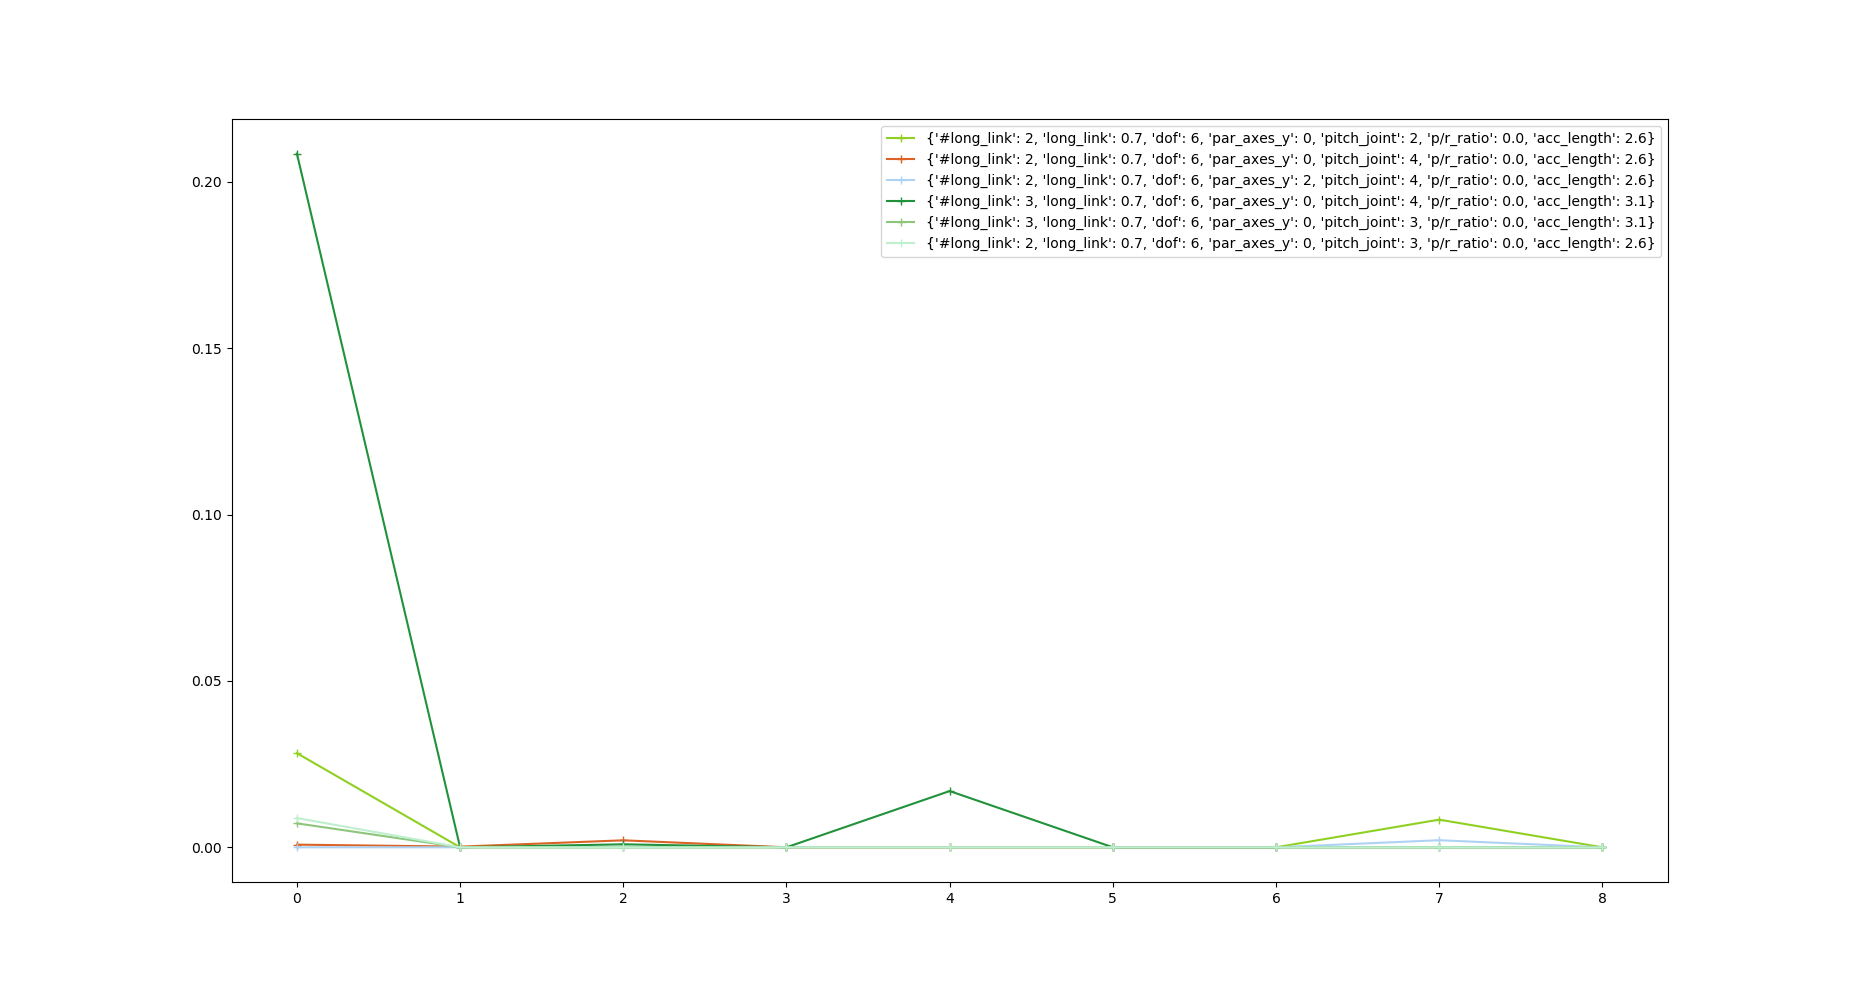 {'#long_link': 2, 'long_link': 0.7, 'dof': 6, 'par_axes_y': 0, 'pitch_joint': 2, 'p/r_ratio': 0.0, 'acc_length': 2.6}
{'#long_link': 2, 'long_link': 0.7, 'dof': 6, 'par_axes_y': 0, 'pitch_joint': 4, 'p/r_ratio': 0.0, 'acc_length': 2.6}
{'#long_link': 2, 'long_link': 0.7, 'dof': 6, 'par_axes_y': 2, 'pitch_joint': 4, 'p/r_ratio': 0.0, 'acc_length': 2.6}
{'#long_link': 3, 'long_link': 0.7, 'dof': 6, 'par_axes_y': 0, 'pitch_joint': 4, 'p/r_ratio': 0.0, 'acc_length': 3.1}
{'#long_link': 3, 'long_link': 0.7, 'dof': 6, 'par_axes_y': 0, 'pitch_joint': 3, 'p/r_ratio': 0.0, 'acc_length': 3.1}
{'#long_link': 2, 'long_link': 0.7, 'dof': 6, 'par_axes_y': 0, 'pitch_joint': 3, 'p/r_ratio': 0.0, 'acc_length': 2.6}
0.20
0.15
0.10
0.05
0.00
0 1 2 3 4 5 6 7 8